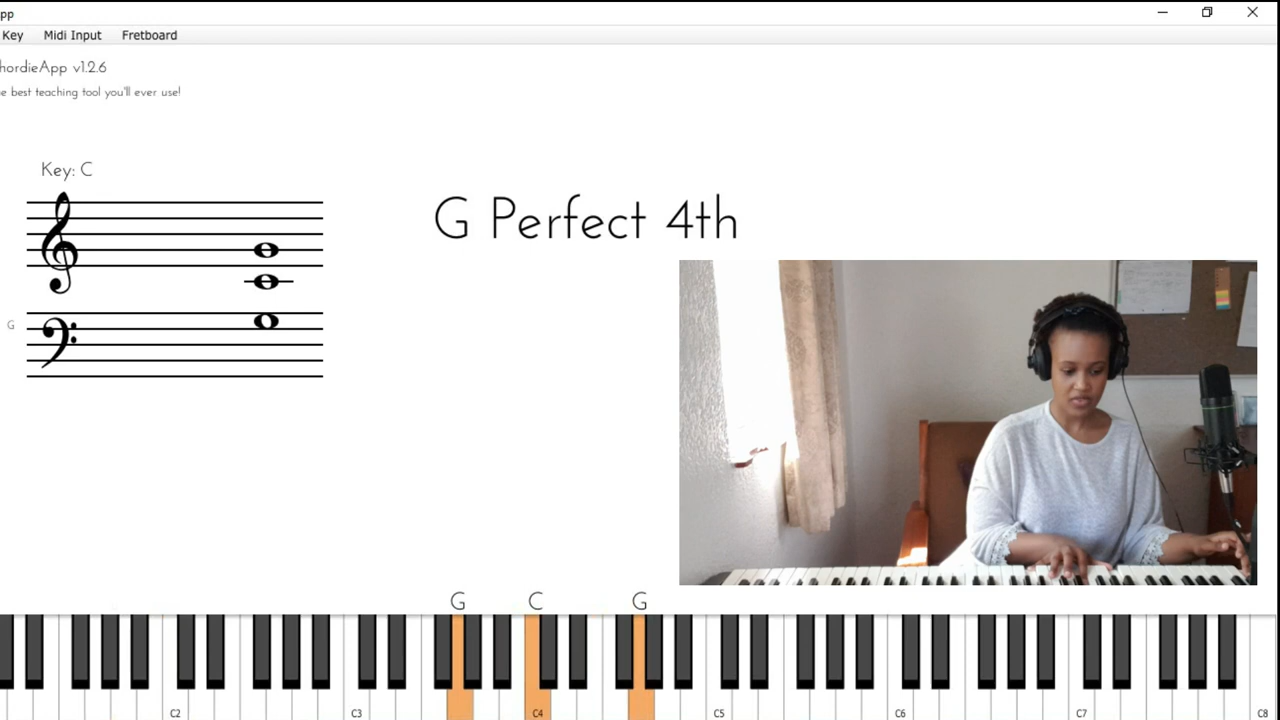 pp
Key Midi Input Fretboard
hordieApp v1.2.6
e best teaching tool you'll ever use!
Key: C
G Perfect 4th
G
G C G
C2 C3 C4 C5 C6 C7 C8